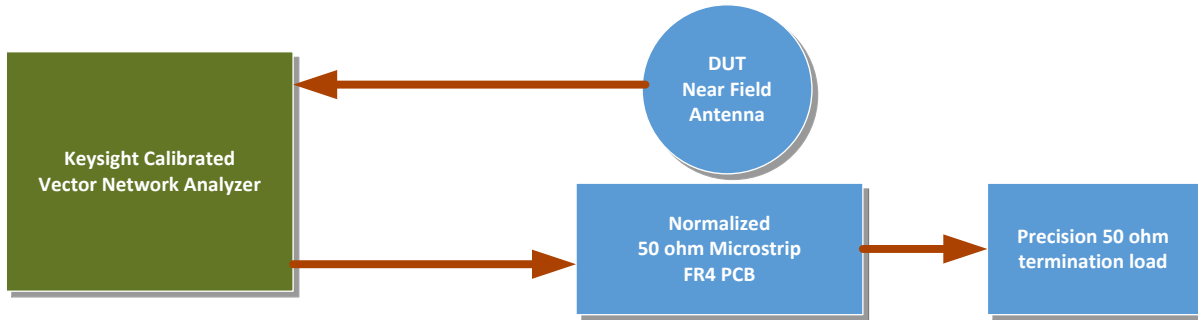 Keysight Calibrated
Vector Network Analyzer
DUT
Near Field
Antenna
Normalized
50 ohm Microstrip
FR4 PCB
Precision 50 ohm
termination load